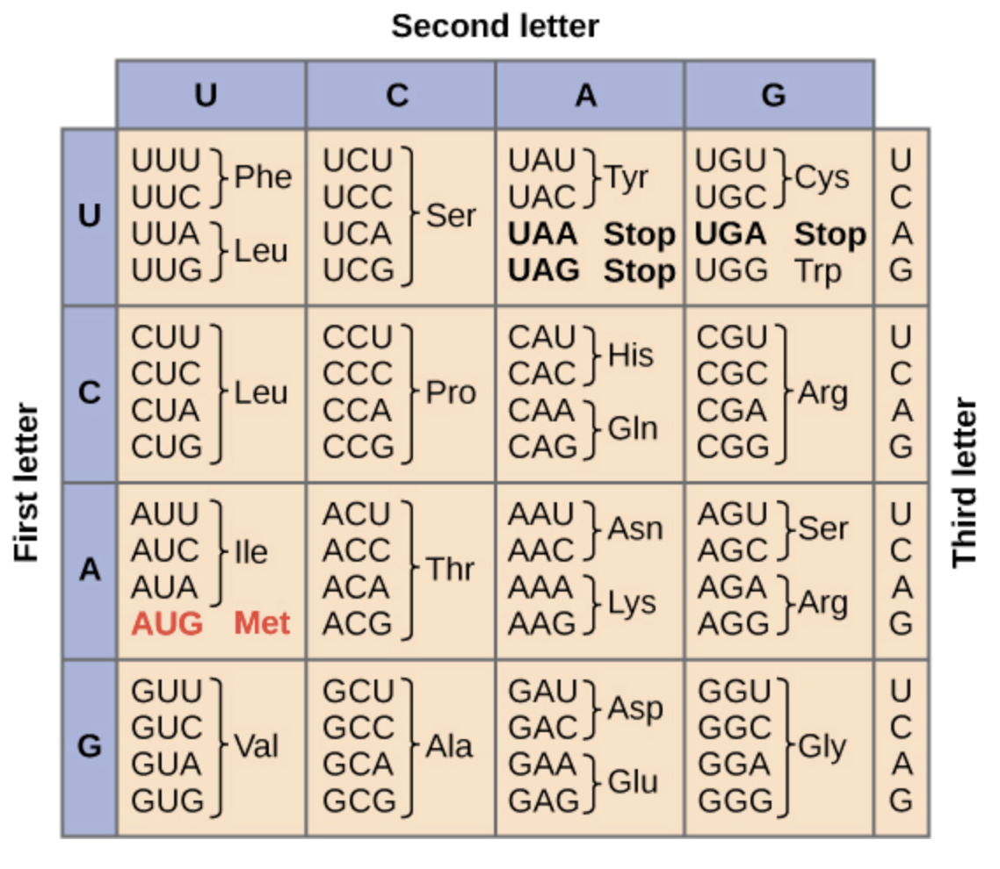 Second letter
U C A G
First letter
Third letter
U
UUU UCU UAU UGU U
Phe Tyr Cys
UUC UCC UAC UGC C
Ser
UUA UCA UAA Stop UGA Stop A
Leu
UUG UCG UAG Stop UGG Trp G
C
CUU CCU CAU CGU U
His
CUC CCC CAC CGC C
Leu Pro Arg
CUA CCA CAA CGA A
Gln
CUG CCG CAG CGG G
A
AUU ACU AAU AGU U
Asn Ser
AUC ACC AAC AGC C
Ile Thr
AUA ACA AAA AGA A
Lys Arg
AUG Met ACG AAG AGG G
G
GUU GCU GAU GGU U
Asp
GUC GCC GAC GGC C
Val Ala Gly
GUA GCA GAA GGA A
Glu
GUG GCG GAG GGG G